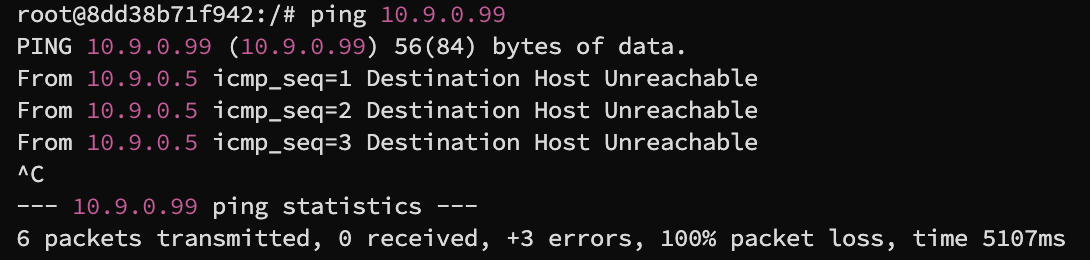 root@8dd38b71f942:/# ping 10.9.0.99
PING 10.9.0.99 (10.9.0.99) 56(84) bytes of data.
From 10.9.0.5 icmp_seq=1 Destination Host Unreachable
From 10.9.0.5 icmp_seq=2 Destination Host Unreachable
From 10.9.0.5 icmp_seq=3 Destination Host Unreachable
^C
--- 10.9.0.99 ping statistics ---
6 packets transmitted, 0 received, +3 errors, 100% packet loss, time 5107ms